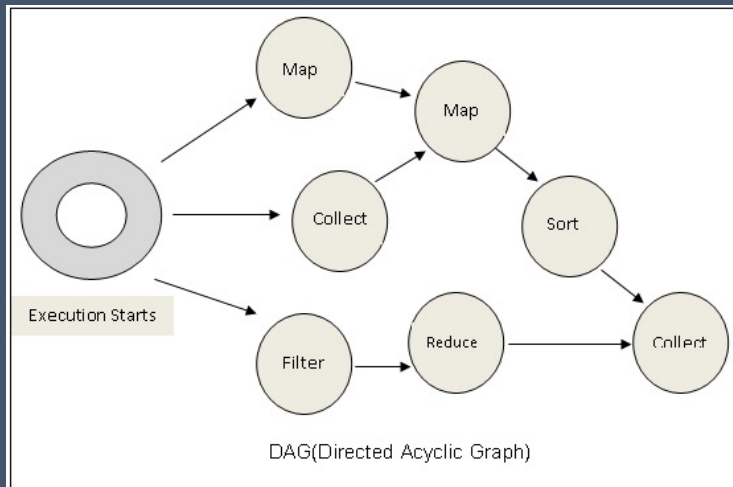 Map
Map
Collect
Sort
Execution Starts
Filter
Reduce
Collect
DAG(Directed Acyclic Graph)